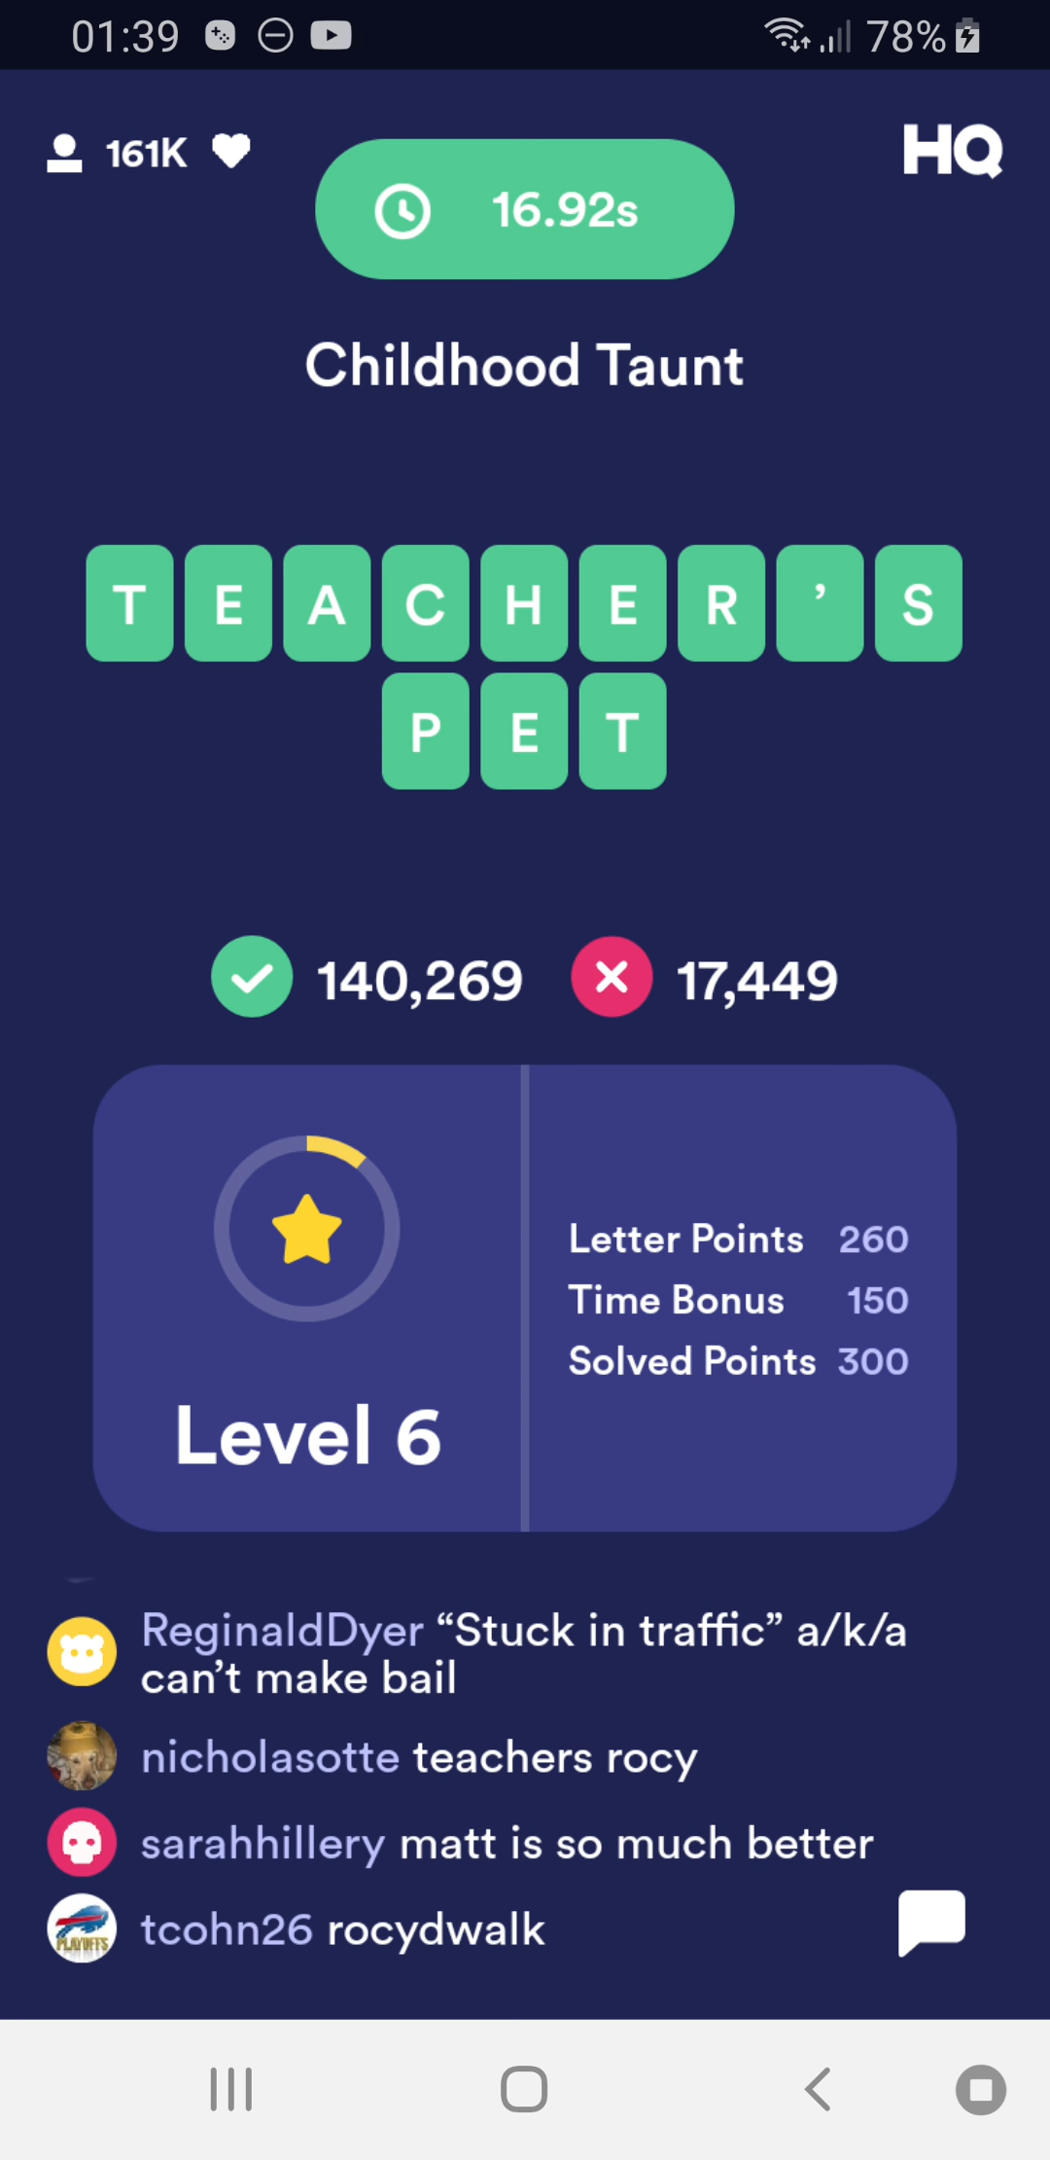 01:39 78%
161K HQ
16.92s
Childhood Taunt
TEACHER’S
PET
140,269 17,449
Letter Points 260
Time Bonus 150
Solved Points 300
Level 6
ReginaldDyer “Stuck in traffic” a/k/a
can’t make bail
nicholasotte teachers rocy
sarahhillery matt is so much better
tcohn26 rocydwalk
PLAYOFFS